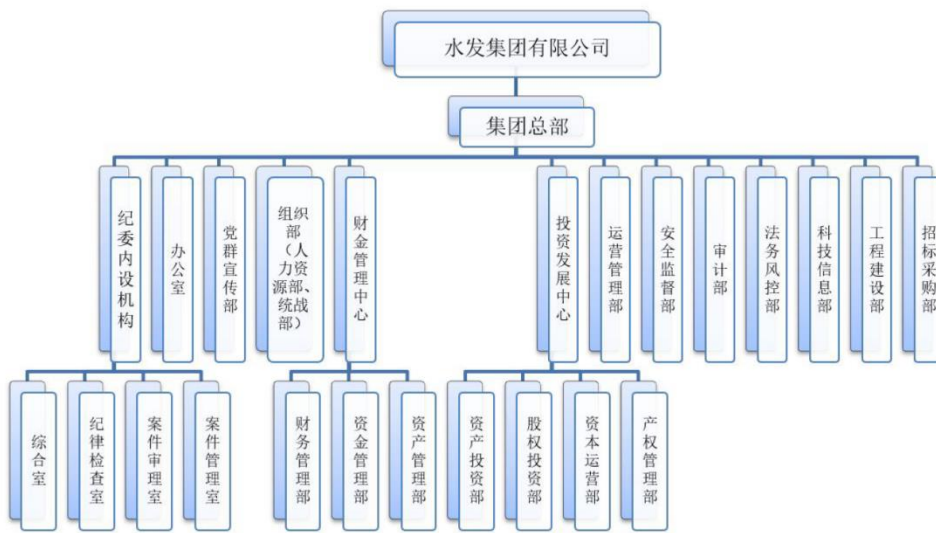 水发集团有限公司
集团总部
纪委内设机构
办公室
党群宣传部
组织部（人力资源部、统战部）
财金管理中心
投资发展中心
运营管理部
安全监督部
审计部
法务风控部
科技信息部
工程建设部
招标采购部
综合室
纪律检查室
案件审理室
案件管理室
财务管理部
资金管理部
资产管理部
资产投资部
股权投资部
资本运营部
产权管理部